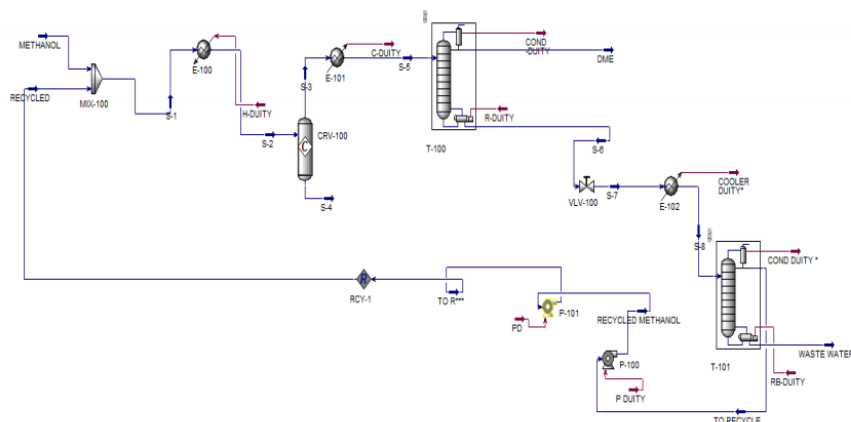 METHANOL
RECYCLED
MIX-100
S-1
E-100
H-DUITY
S-2
S-3
CRV-100
C
S-4
E-101
C-DUITY
S-5
COND
-DUITY
DME
R-DUITY
T-100
S-6
VLV-100
S-7
E-102
COOLER
DUITY*
S-8
COND DUITY *
T-101
WASTE WATER
RB-DUITY
TO RECYCLE
P-100
P DUITY
RECYCLED METHANOL
P-101
PD
TO R***
RCY-1
R